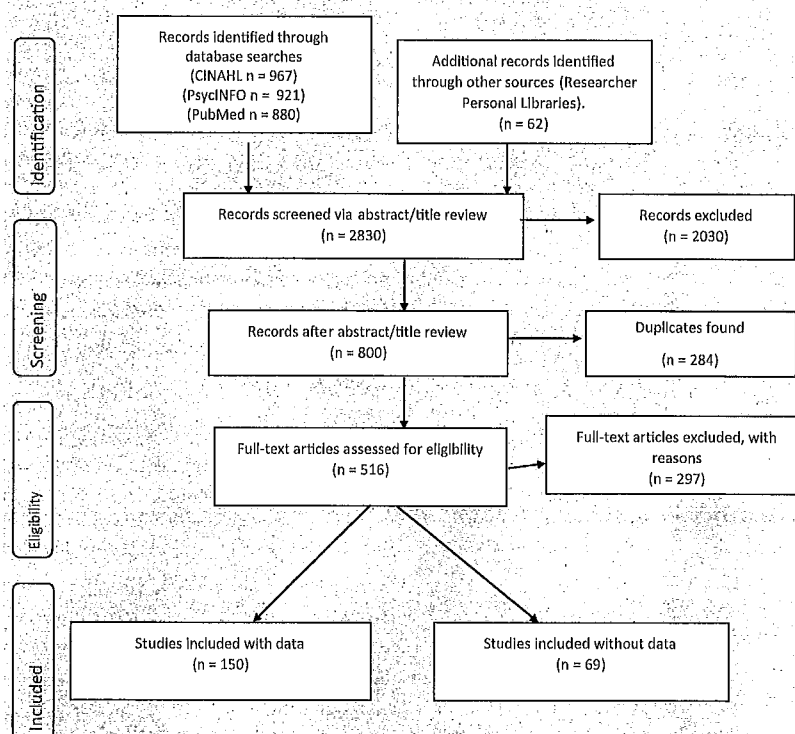 Identification
Records identified through
database searches
(CINAHL n = 967)
(PsycINFO n = 921)
(PubMed n = 880)
Additional records identified
through other sources (Researcher
Personal Libraries).
(n = 62)
Records screened via abstract/title review
(n = 2830)
Records excluded
(n = 2030)
Screening
Records after abstract/title review
(n = 800)
Duplicates found
(n = 284)
Eligibility
Full-text articles assessed for eligibility
(n = 516)
Full-text articles excluded, with
reasons
(n = 297)
Included
Studies included with data
(n = 150)
Studies included without data
(n = 69)